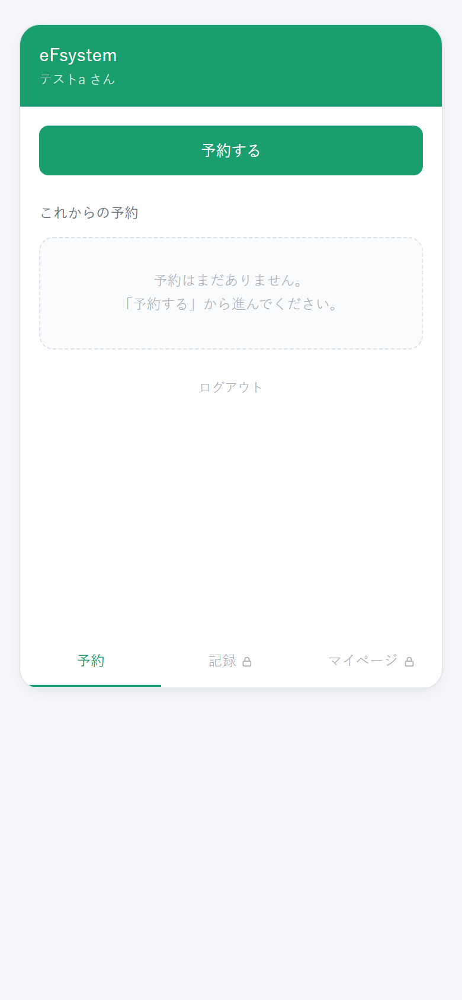 eFsystem
テストa さん
予約する
これからの予約
予約はまだありません。
「予約する」から進んでください。
ログアウト
予約
記録
マイページ